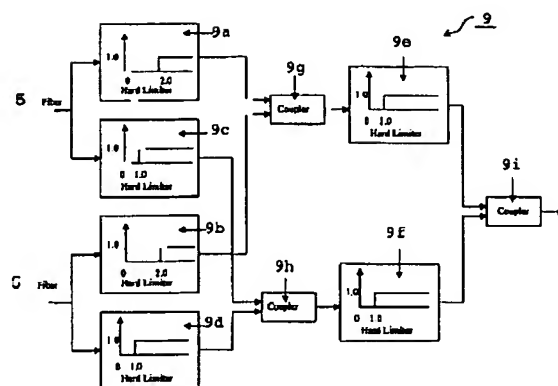 9a
1.0
0 2.0
Hard Limiter
9
9g
Coupler
9e
1.0
0 1.0
Hard Limiter
Fiber
9c
1.0
0 1.0
Hard Limiter
9i
Coupler
9b
1.0
0 2.0
Hard Limiter
9h
Coupler
9f
1.0
0 1.0
Hard Limiter
Fiber
9d
1.0
0 1.0
Hard Limiter